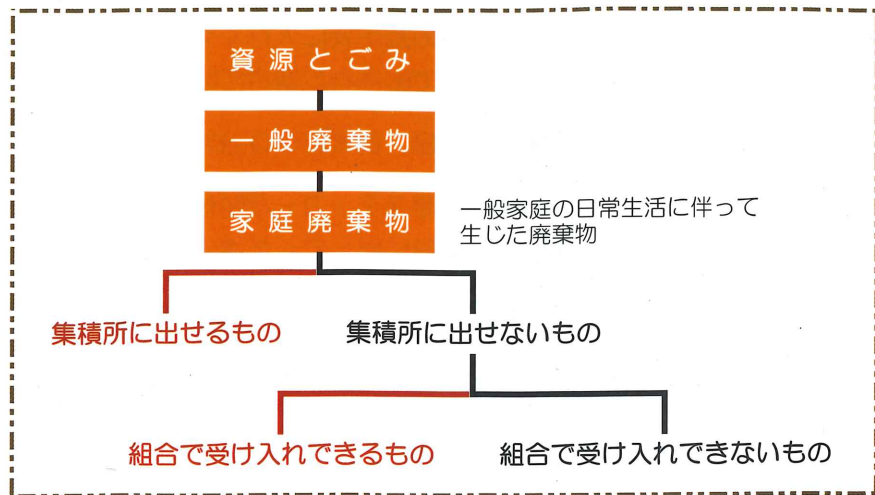 資源とごみ
一般廃棄物
家庭廃棄物
一般家庭の日常生活に伴って
生じた廃棄物
集積所に出せるもの
集積所に出せないもの
組合で受け入れできるもの
組合で受け入れできないもの